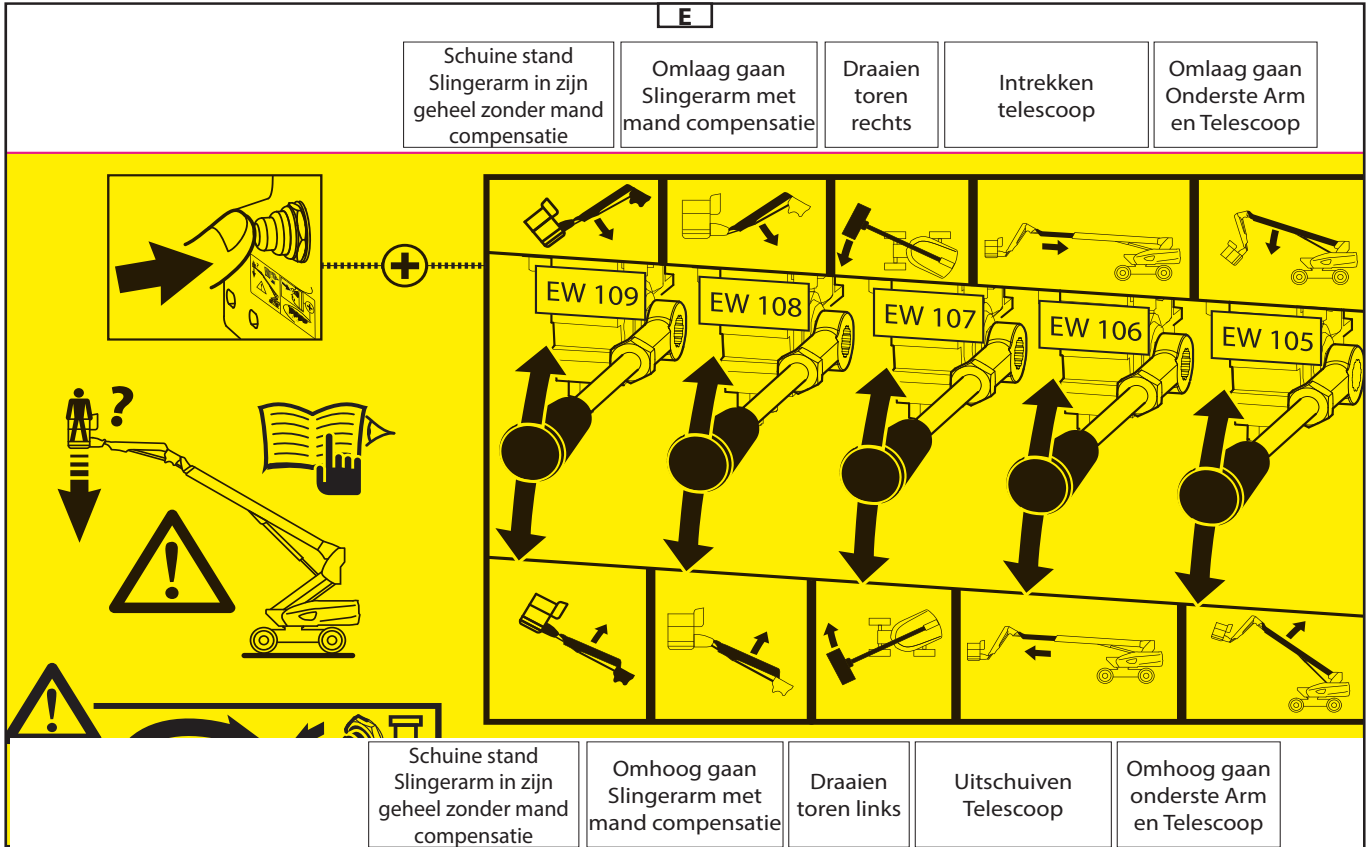 E
Schuine stand
Slingerarm in zijn
geheel zonder mand
compensatie
Omlaag gaan
Slingerarm met
mand compensatie
Draaien
toren
rechts
Intrekken
telescoop
Omlaag gaan
Onderste Arm
en Telescoop
EW 109
EW 108
EW 107
EW 106
EW 105
?
Schuine stand
Slingerarm in zijn
geheel zonder mand
compensatie
Omhoog gaan
Slingerarm met
mand compensatie
Draaien
toren links
Uitschuiven
Telescoop
Omhoog gaan
onderste Arm
en Telescoop